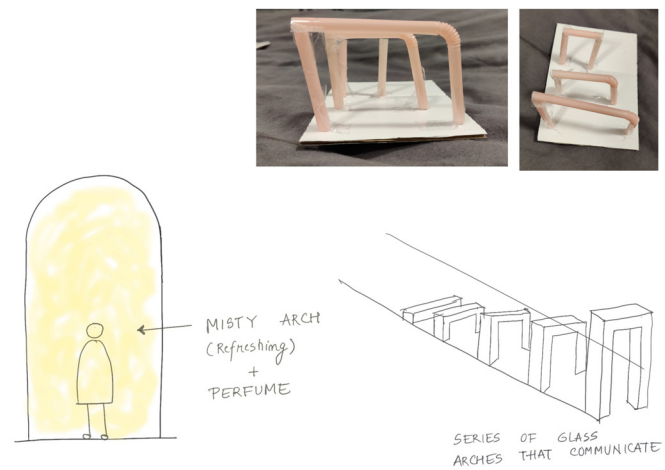 MISTY ARCH
(Refreshing)
+
PERFUME
SERIES OF GLASS
ARCHES THAT COMMUNICATE